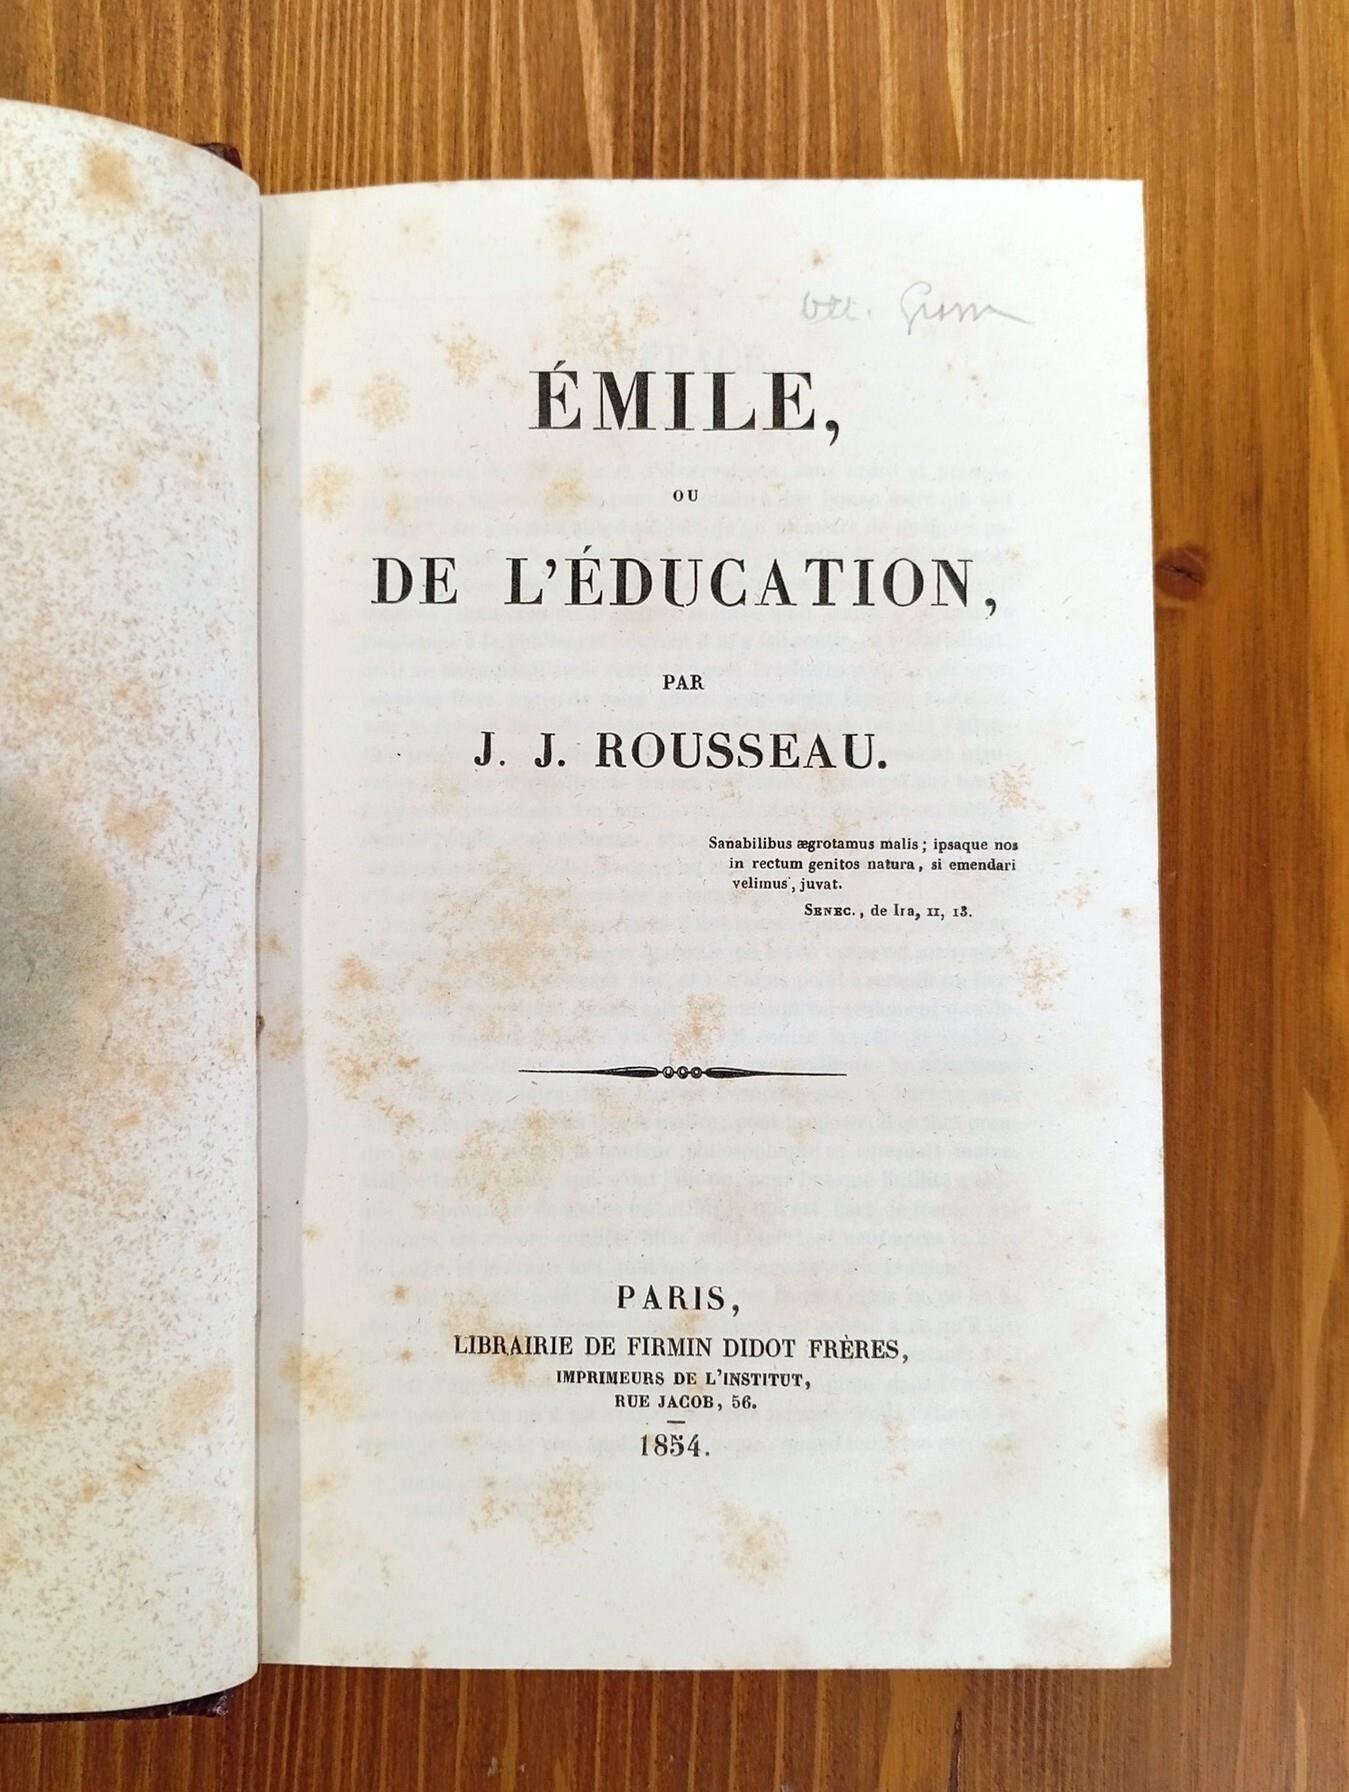 ÉMILE,
OU
DE L'ÉDUCATION,
PAR
J. J. ROUSSEAU.
Sanabilibus ægrotamus malis; ipsaque nos
in rectum genitos natura, si emendari
velimus, juvat.
SENEC., de Ira, II, 13.
PARIS,
LIBRAIRIE DE FIRMIN DIDOT FRÈRES,
IMPRIMEURS DE L'INSTITUT,
RUE JACOB, 56.
1854.